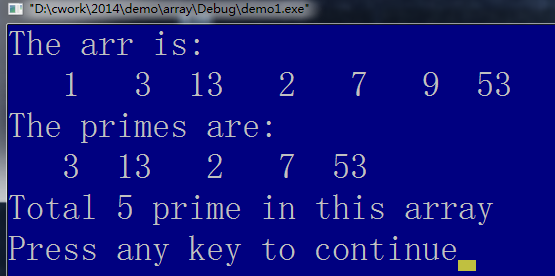 "D:\cwork\2014\demo\array\Debug\demo1.exe"
The arr is:
1 3 13 2 7 9 53
The primes are:
3 13 2 7 53
Total 5 prime in this array
Press any key to continue